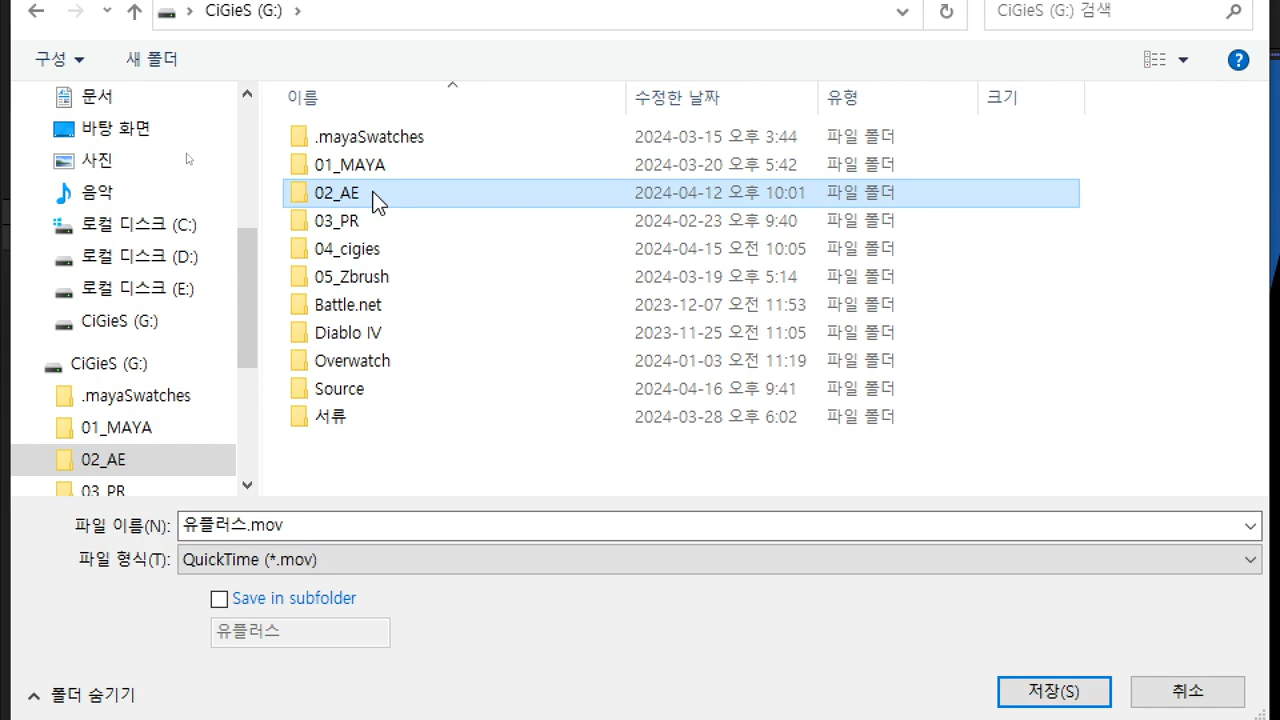 CiGieS (G:)
CiGieS (G:) 검색
구성
새 폴더
문서
바탕 화면
사진
음악
로컬 디스크 (C:)
로컬 디스크 (D:)
로컬 디스크 (E:)
CiGieS (G:)
CiGieS (G:)
.mayaSwatches
01_MAYA
02_AE
03_PR
이름 수정한 날짜 유형 크기
.mayaSwatches 2024-03-15 오후 3:44 파일 폴더
01_MAYA 2024-03-20 오후 5:42 파일 폴더
02_AE 2024-04-12 오후 10:01 파일 폴더
03_PR 2024-02-23 오후 9:40 파일 폴더
04_cigies 2024-04-15 오전 10:05 파일 폴더
05_Zbrush 2024-03-19 오후 5:14 파일 폴더
Battle.net 2023-12-07 오전 11:53 파일 폴더
Diablo IV 2023-11-25 오전 11:05 파일 폴더
Overwatch 2024-01-03 오전 11:19 파일 폴더
Source 2024-04-16 오후 9:41 파일 폴더
서류 2024-03-28 오후 6:02 파일 폴더
파일 이름(N): 유플러스.mov
파일 형식(T): QuickTime (*.mov)
Save in subfolder
유플러스
폴더 숨기기
저장(S)
취소